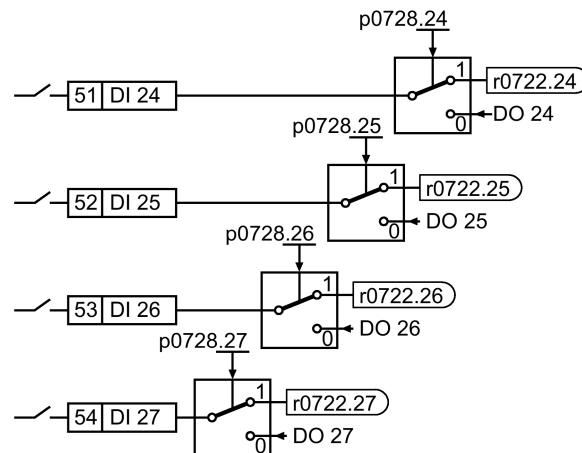 p0728.24
51 DI 24 1 r0722.24
0 DO 24
p0728.25
52 DI 25 1 r0722.25
0 DO 25
p0728.26
53 DI 26 1 r0722.26
0 DO 26
p0728.27
54 DI 27 1 r0722.27
0 DO 27